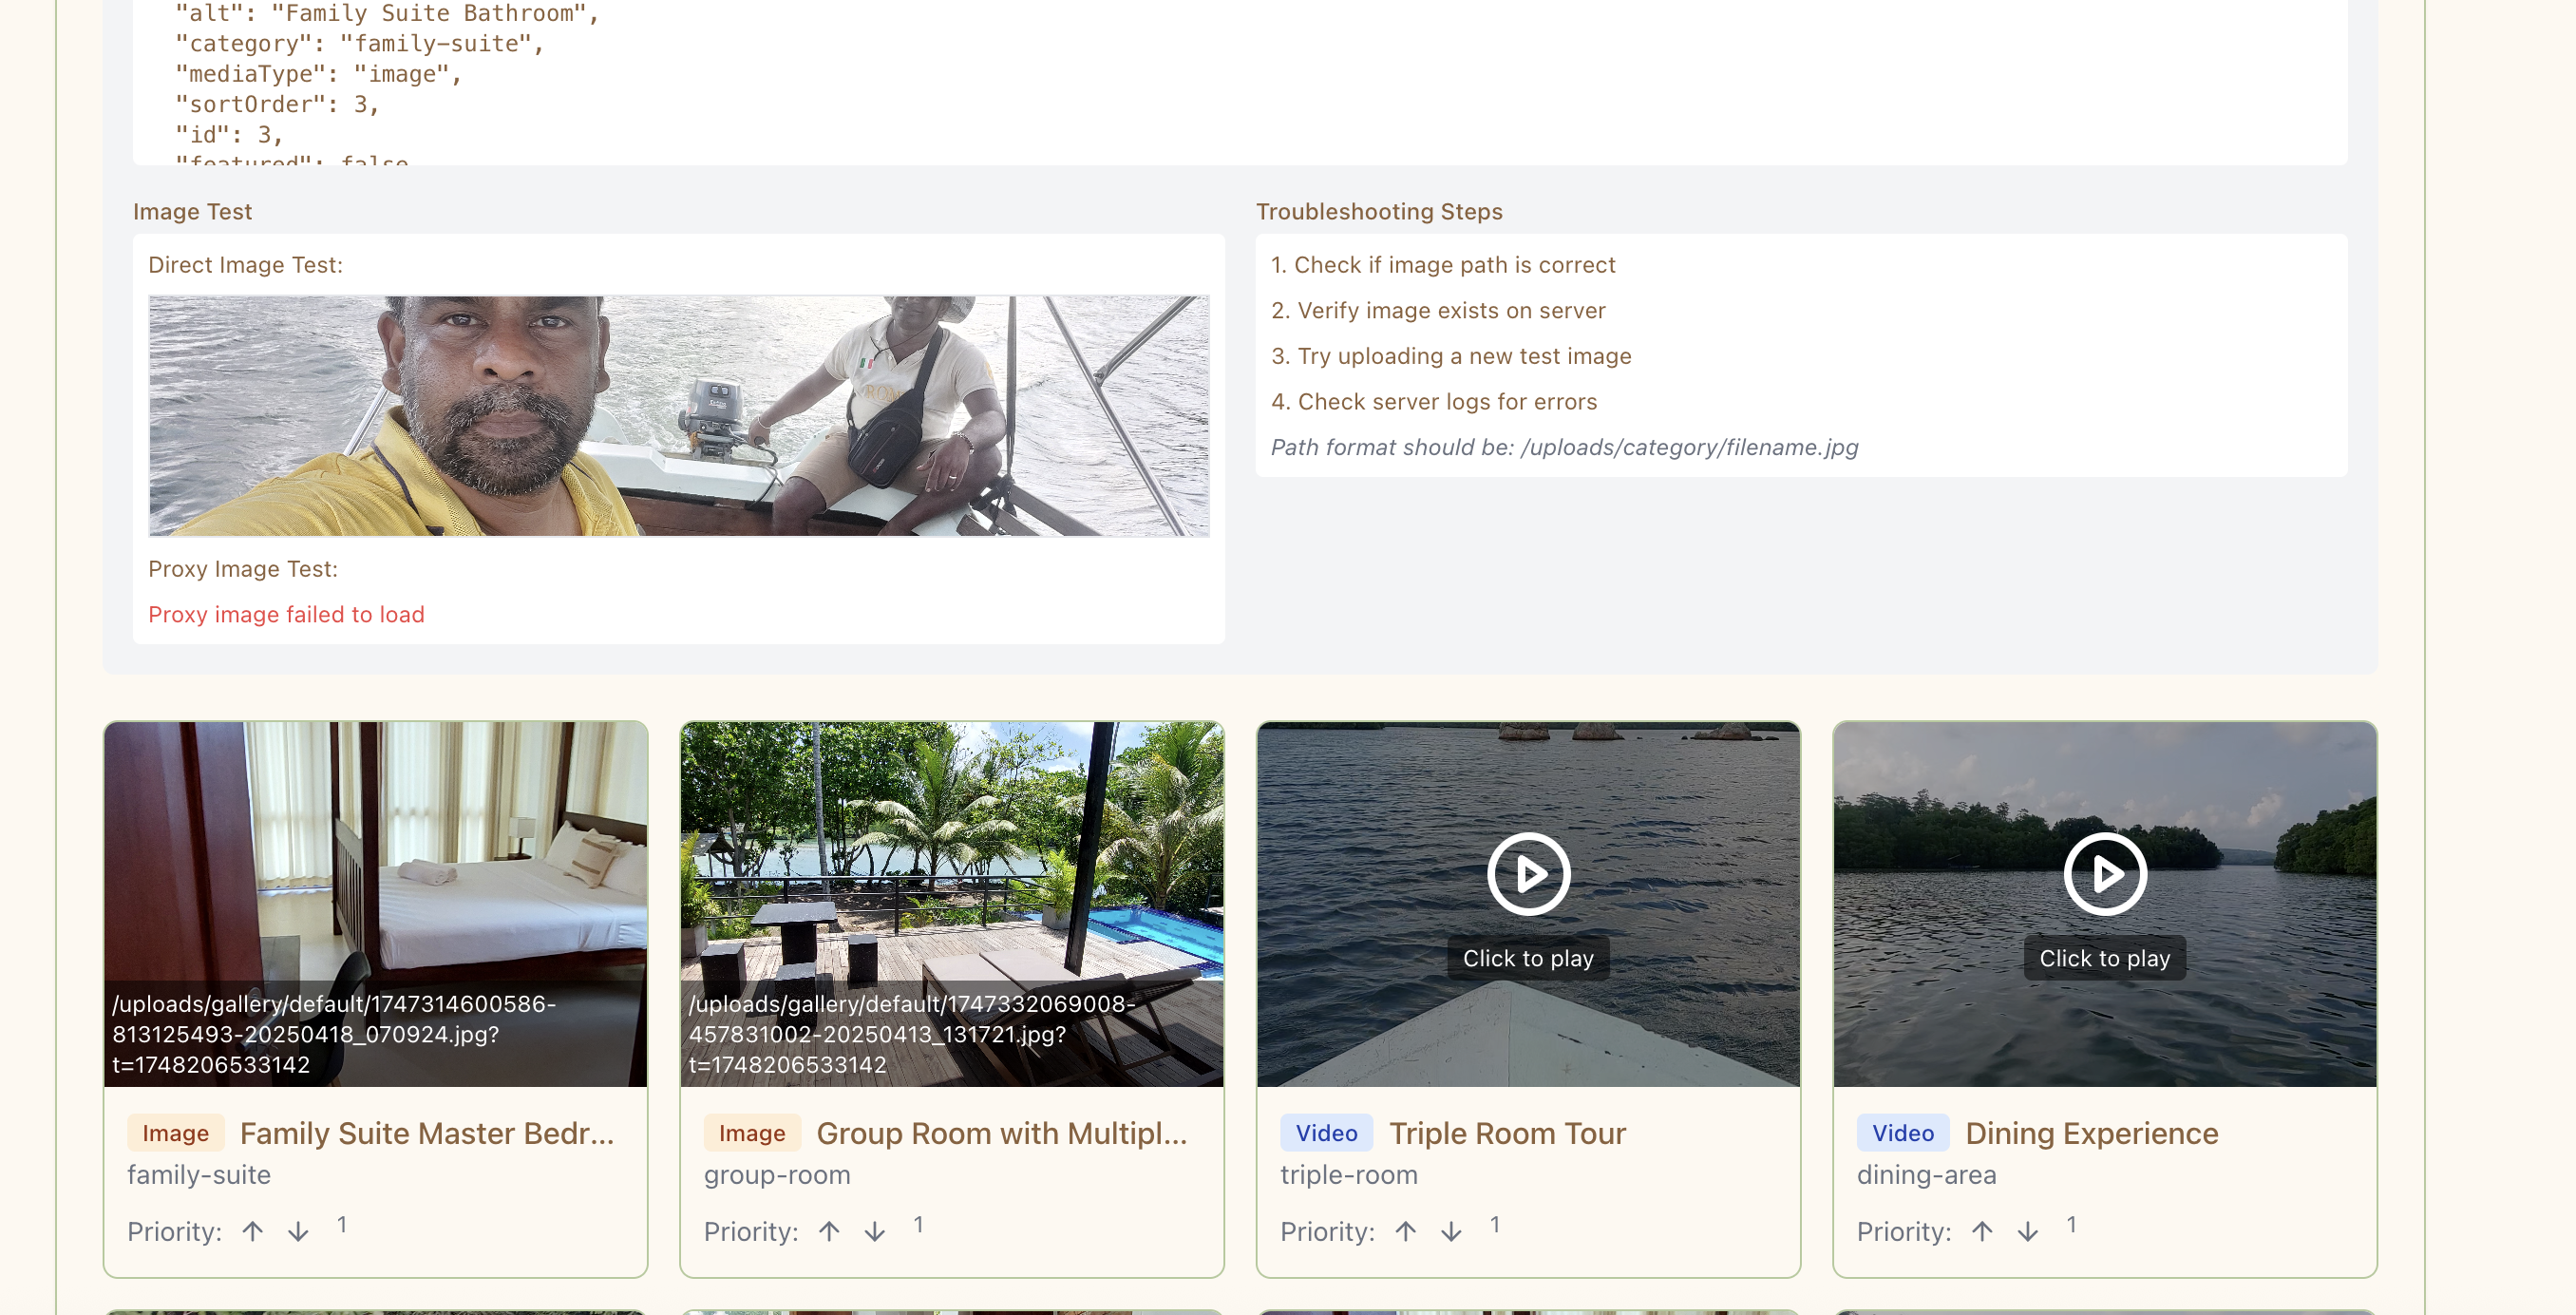 "alt": "Family Suite Bathroom",
"category": "family-suite",
"mediaType": "image",
"sortOrder": 3,
"id": 3,
"featured": false
Image Test
Direct Image Test:
ROM
Proxy Image Test:
Proxy image failed to load
Troubleshooting Steps
1. Check if image path is correct
2. Verify image exists on server
3. Try uploading a new test image
4. Check server logs for errors
Path format should be: /uploads/category/filename.jpg
/uploads/gallery/default/1747314600586-
813125493-20250418_070924.jpg?
t=1748206533142
Image Family Suite Master Bedr...
family-suite
Priority: ↑ ↓ 1
/uploads/gallery/default/1747332069008-
457831002-20250413_131721.jpg?
t=1748206533142
Image Group Room with Multipl...
group-room
Priority: ↑ ↓ 1
Click to play
Video Triple Room Tour
triple-room
Priority: ↑ ↓ 1
Click to play
Video Dining Experience
dining-area
Priority: ↑ ↓ 1